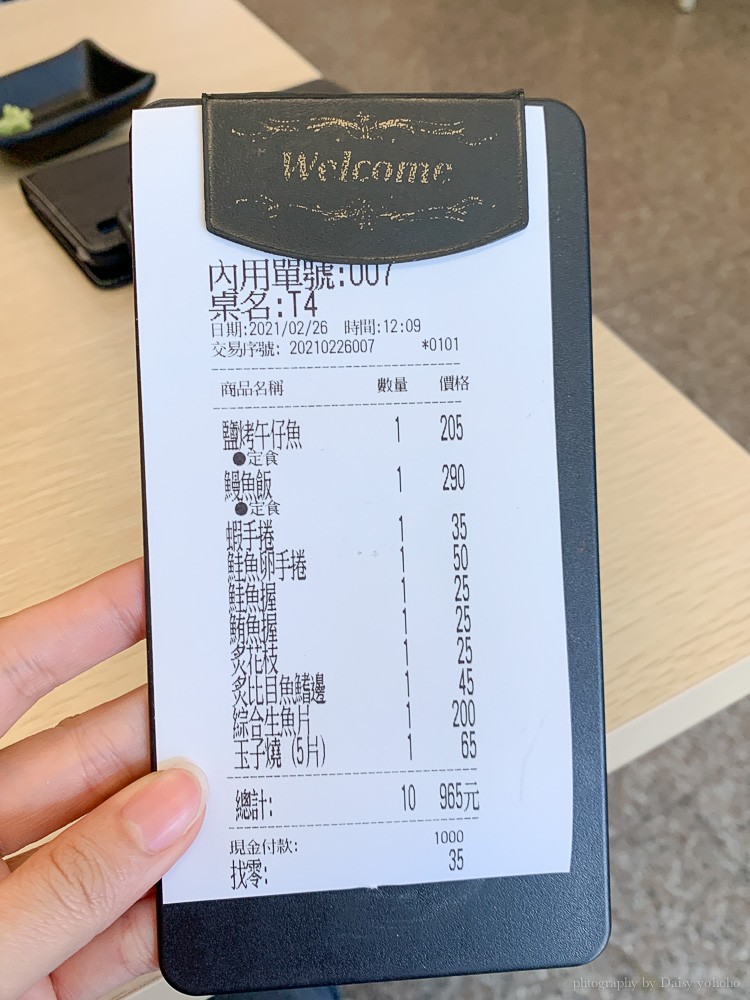 Welcome
內用單號:007
桌名:T4
日期:2021/02/26 時間:12:09
交易序號: 20210226007 *0101
商品名稱 數量 價格
鹽烤午仔魚 1 205
●定食
鰻魚飯 1 290
●定食
蝦手捲 1 35
鮭魚卵手捲 1 50
鮭魚握 1 25
鮪魚握 1 25
炙花枝 1 25
炙比目魚鰭邊 1 45
綜合生魚片 1 200
玉子燒 (5片) 1 65
總計: 10 965元
現金付款: 1000
找零: 35
phtography by Daisy yohoho